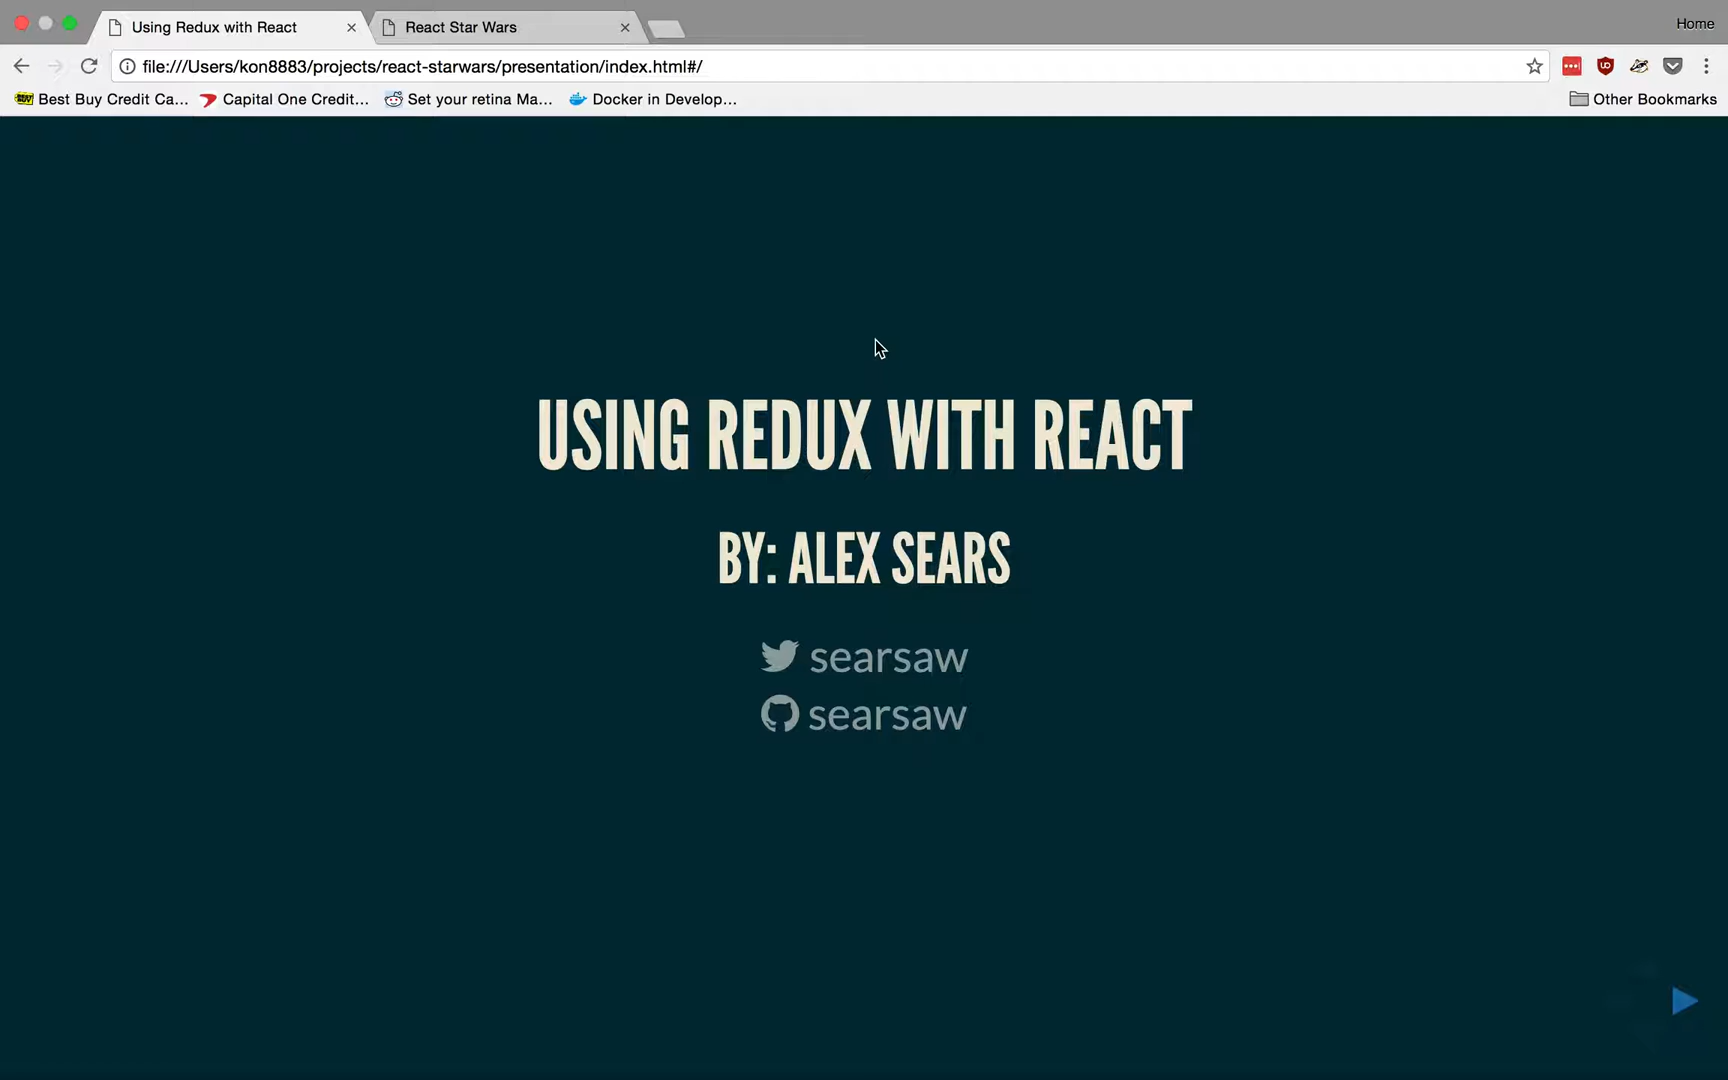 Using Redux with React
React Star Wars
Home
file:///Users/kon8883/projects/react-starwars/presentation/index.html#/
Best Buy Credit Ca...
Capital One Credit...
Set your retina Ma...
Docker in Develop...
Other Bookmarks
USING REDUX WITH REACT
BY: ALEX SEARS
searsaw
searsaw